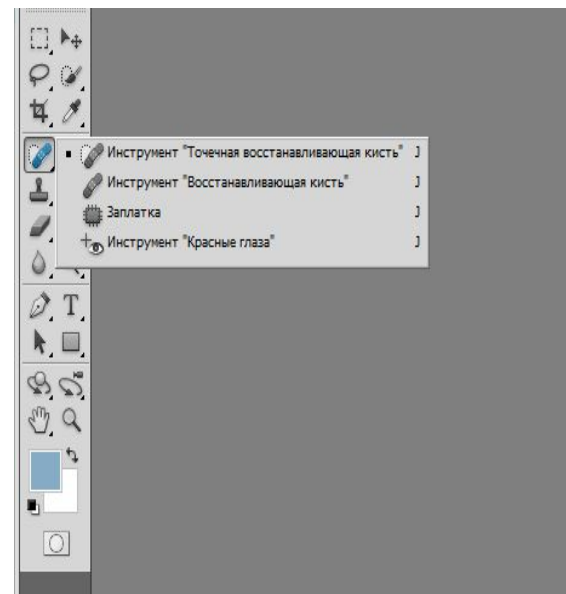 Инструмент "Точечная восстанавливающая кисть" J
Инструмент "Восстанавливающая кисть" J
Заплатка J
Инструмент "Красные глаза" J
T